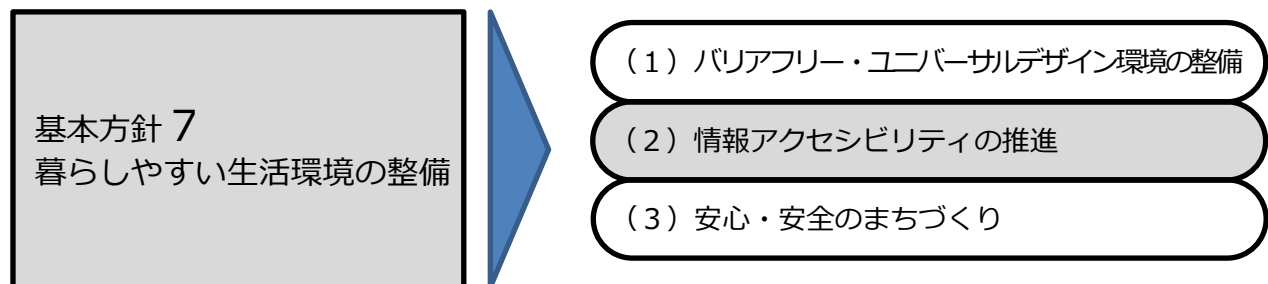 基本方針７
暮らしやすい生活環境の整備
（１）バリアフリー・ユニバーサルデザイン環境の整備
（２）情報アクセシビリティの推進
（３）安心・安全のまちづくり